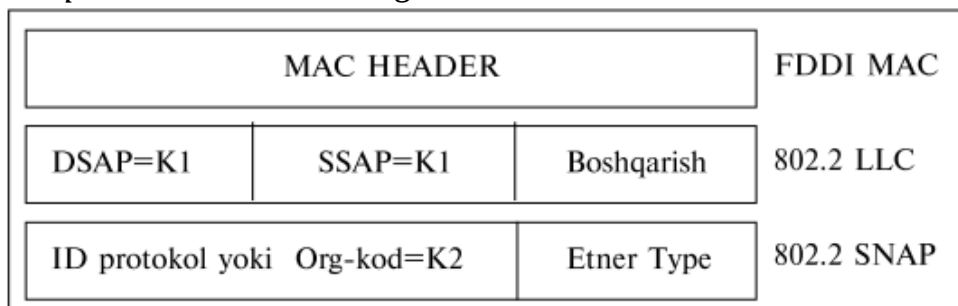 MAC HEADER FDDI MAC
DSAP=K1 SSAP=K1 Boshqarish 802.2 LLC
ID protokol yoki Org-kod=K2 Etner Type 802.2 SNAP